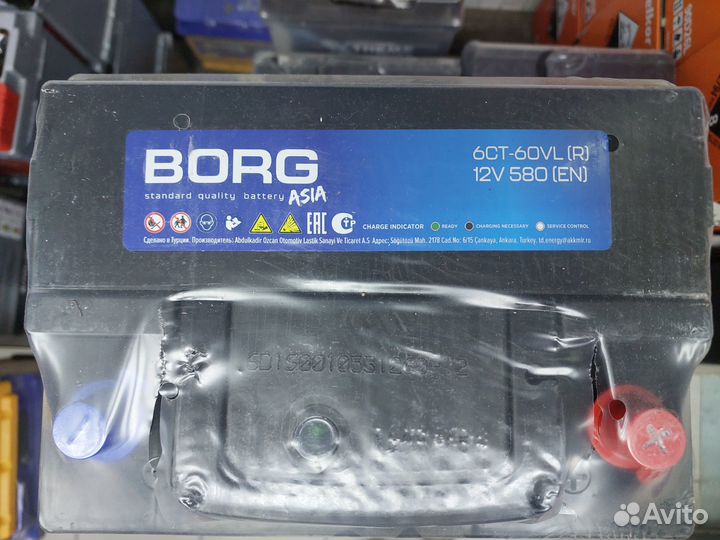 BORG
standard quality battery ASIA
6CT-60VL (R)
12V 580 (EN)
EAC
CHARGE INDICATOR READY CHARGING NECESSARY SERVICE CONTROL
Сделано в Турции. Производитель: Abdulkadir Ozcan Otomotiv Lastik Sanayi Ve Ticaret A.S Адрес: Söğütözü Mah. 2178 Cad.No: 6/15 Çankaya, Ankara, Turkey. td.energy@akkmir.ru
Avito